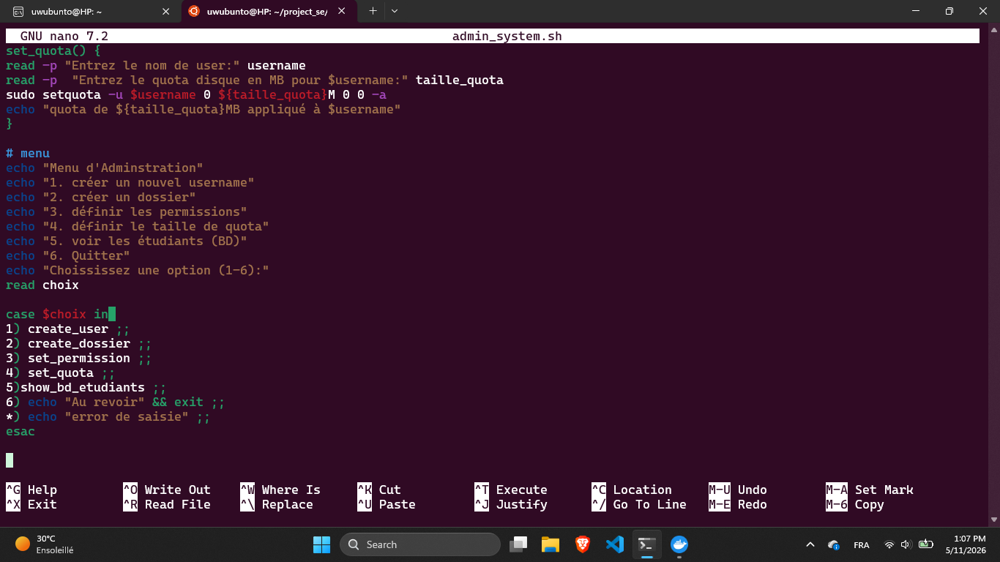 uwubunto@HP: ~
uwubunto@HP: ~/project_se/
GNU nano 7.2 admin_system.sh
set_quota() {
read -p "Entrez le nom de user:" username
read -p  "Entrez le quota disque en MB pour $username:" taille_quota
sudo setquota -u $username 0 ${taille_quota}M 0 0 -a
echo "quota de ${taille_quota}MB appliqué à $username"
}
# menu
echo "Menu d'Adminstration"
echo "1. créer un nouvel username"
echo "2. créer un dossier"
echo "3. définir les permissions"
echo "4. définir le taille de quota"
echo "5. voir les étudiants (BD)"
echo "6. Quitter"
echo "Choississez une option (1-6):"
read choix
case $choix in
1) create_user ;;
2) create_dossier ;;
3) set_permission ;;
4) set_quota ;;
5)show_bd_etudiants ;;
6) echo "Au revoir" && exit ;;
*) echo "error de saisie" ;;
esac
^G Help ^O Write Out ^W Where Is ^K Cut ^T Execute ^C Location M-U Undo M-A Set Mark
^X Exit ^R Read File ^\ Replace ^U Paste ^J Justify ^/ Go To Line M-E Redo M-6 Copy
30°C
Ensoleillé
Search
FRA
1:07 PM
5/11/2026